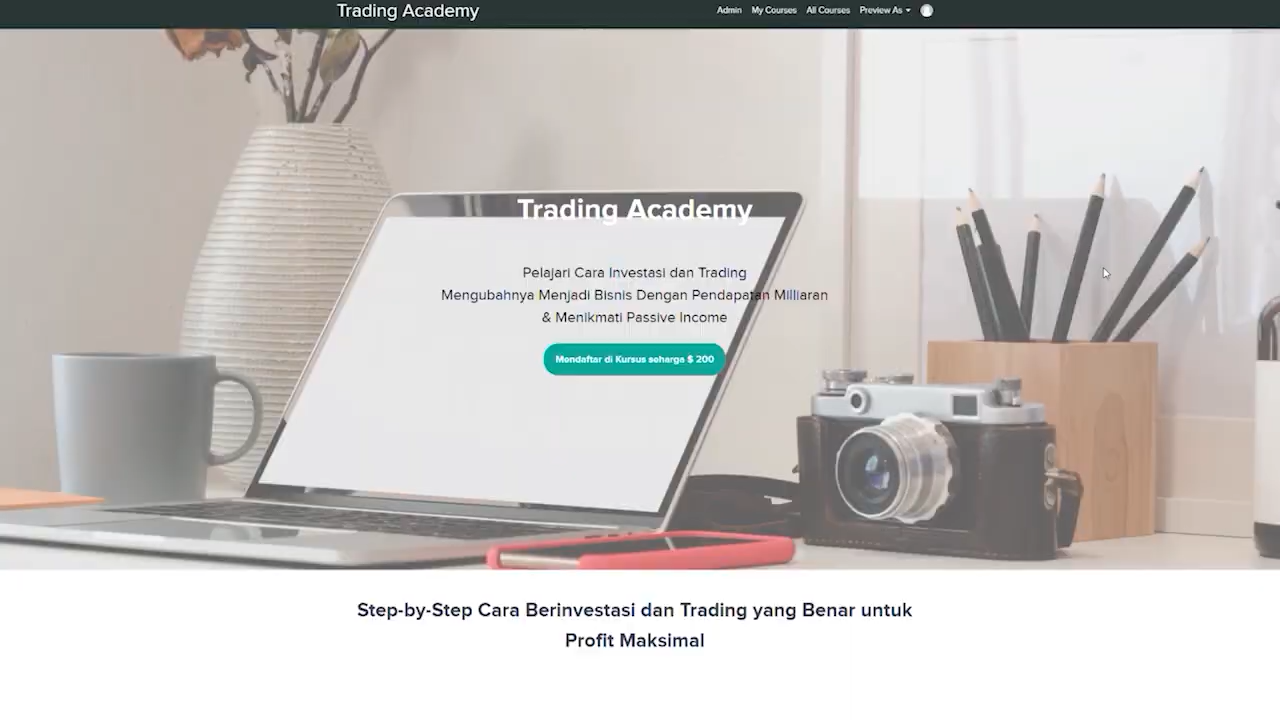 Trading Academy
Admin My Courses All Courses Preview As
Trading Academy
Pelajari Cara Investasi dan Trading
Mengubahnya Menjadi Bisnis Dengan Pendapatan Milliaran
& Menikmati Passive Income
Mendaftar di Kursus seharga $ 200
Step-by-Step Cara Berinvestasi dan Trading yang Benar untuk
Profit Maksimal